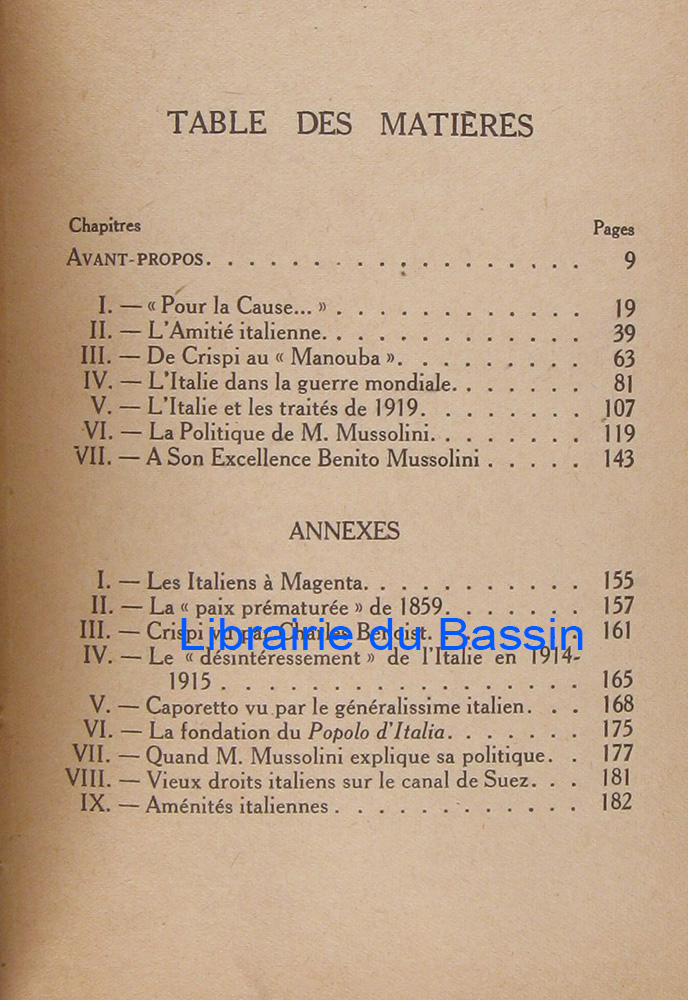 TABLE DES MATIÈRES
Chapitres Pages
AVANT-PROPOS. . . . . . . . . . . . . . . . . . 9
I. — « Pour la Cause... » . . . . . . . . . . . . . 19
II. — L'Amitié italienne. . . . . . . . . . . . . . 39
III. — De Crispi au « Manouba ». . . . . . . . . . 63
IV. — L'Italie dans la guerre mondiale. . . . . . . 81
V. — L'Italie et les traités de 1919. . . . . . . . 107
VI. — La Politique de M. Mussolini. . . . . . . . 119
VII. — A Son Excellence Benito Mussolini . . . . . 143
ANNEXES
I. — Les Italiens à Magenta. . . . . . . . . . . . 155
II. — La « paix prématurée » de 1859. . . . . . . 157
III. — Crispi vu par Charles Benoist. . . . . . . 161
Librairie du Bassin
IV. — Le « désintéressement » de l'Italie en 1914-
1915 . . . . . . . . . . . . . . . . . 165
V. — Caporetto vu par le généralissime italien. . . 168
VI. — La fondation du Popolo d'Italia. . . . . . . 175
VII. — Quand M. Mussolini explique sa politique. . 177
VIII. — Vieux droits italiens sur le canal de Suez. . . 181
IX. — Aménités italiennes . . . . . . . . . . . . 182